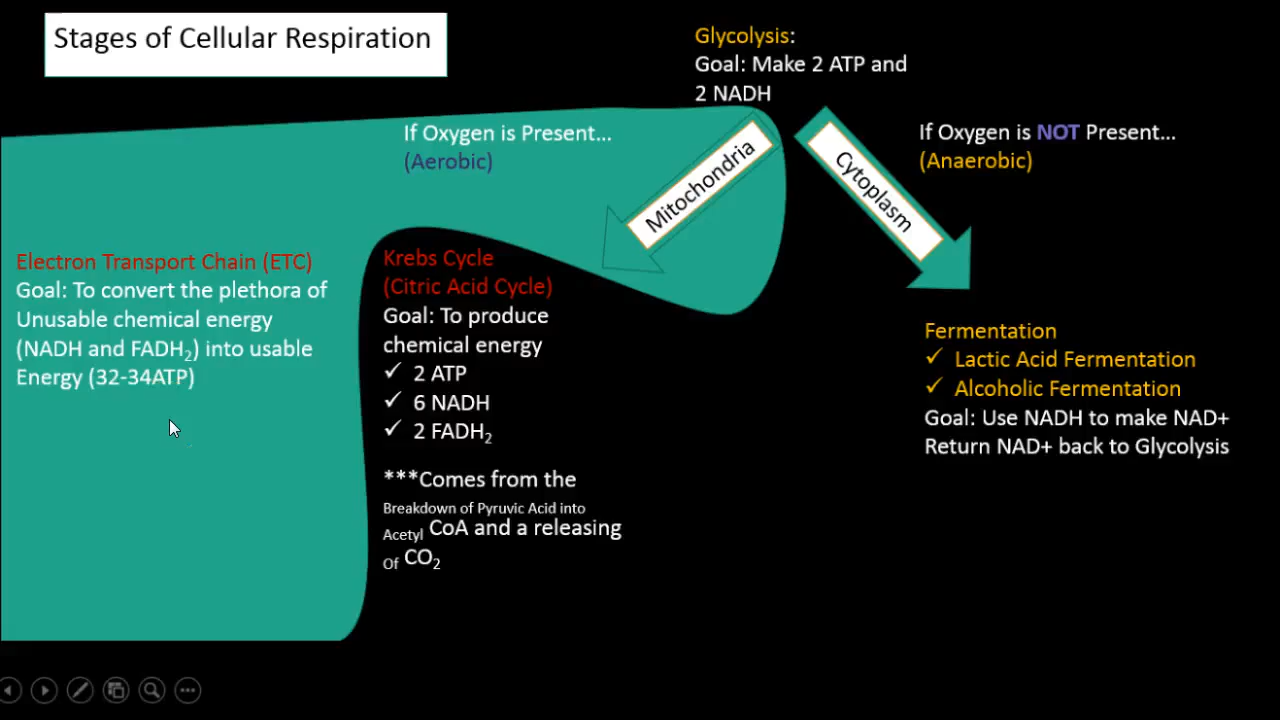 Stages of Cellular Respiration
Glycolysis:
Goal: Make 2 ATP and
2 NADH
If Oxygen is Present...
(Aerobic)
Mitochondria
Cytoplasm
If Oxygen is NOT Present...
(Anaerobic)
Electron Transport Chain (ETC)
Goal: To convert the plethora of
Unusable chemical energy
(NADH and FADH₂) into usable
Energy (32-34ATP)
Krebs Cycle
(Citric Acid Cycle)
Goal: To produce
chemical energy
✓ 2 ATP
✓ 6 NADH
✓ 2 FADH₂
***Comes from the
Breakdown of Pyruvic Acid into
Acetyl CoA and a releasing
Of CO₂
Fermentation
✓ Lactic Acid Fermentation
✓ Alcoholic Fermentation
Goal: Use NADH to make NAD+
Return NAD+ back to Glycolysis